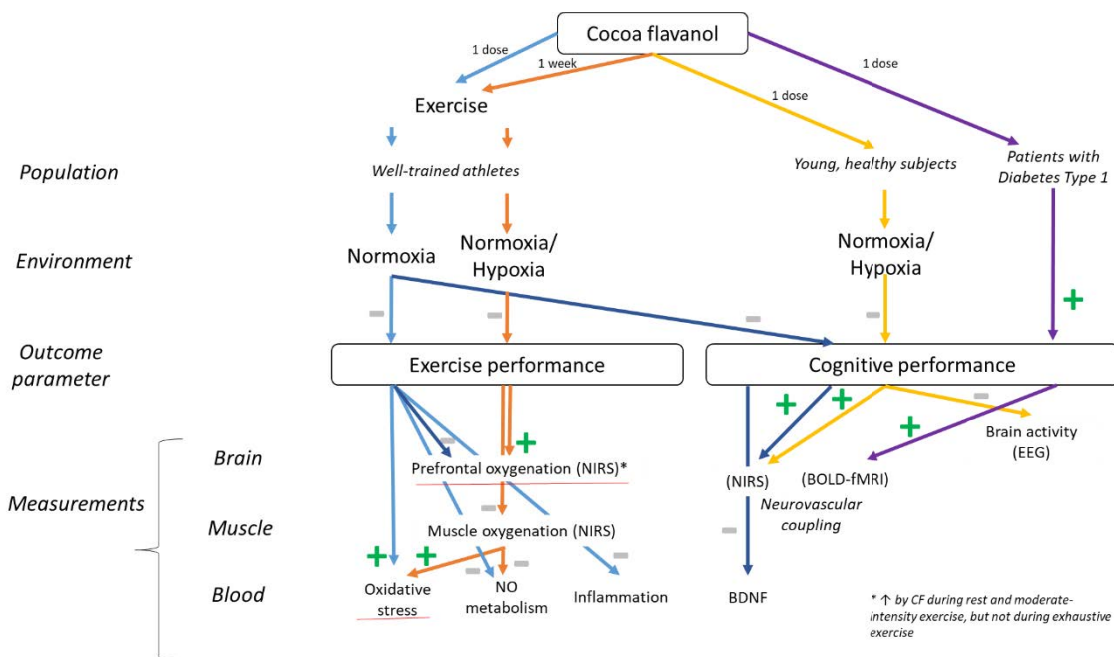 Cocoa flavanol
1 dose
1 week
1 dose
1 dose
Exercise
Population
Well-trained athletes
Young, healthy subjects
Patients with
Diabetes Type 1
Environment
Normoxia
Normoxia/
Hypoxia
Normoxia/
Hypoxia
Outcome
parameter
Exercise performance
Cognitive performance
Measurements
Brain
Prefrontal oxygenation (NIRS)*
(NIRS)
(BOLD-fMRI)
Neurovascular
coupling
Brain activity
(EEG)
Muscle
Muscle oxygenation (NIRS)
Blood
Oxidative
stress
NO
metabolism
Inflammation
BDNF
* ↑ by CF during rest and moderate-
intensity exercise, but not during exhaustive
exercise